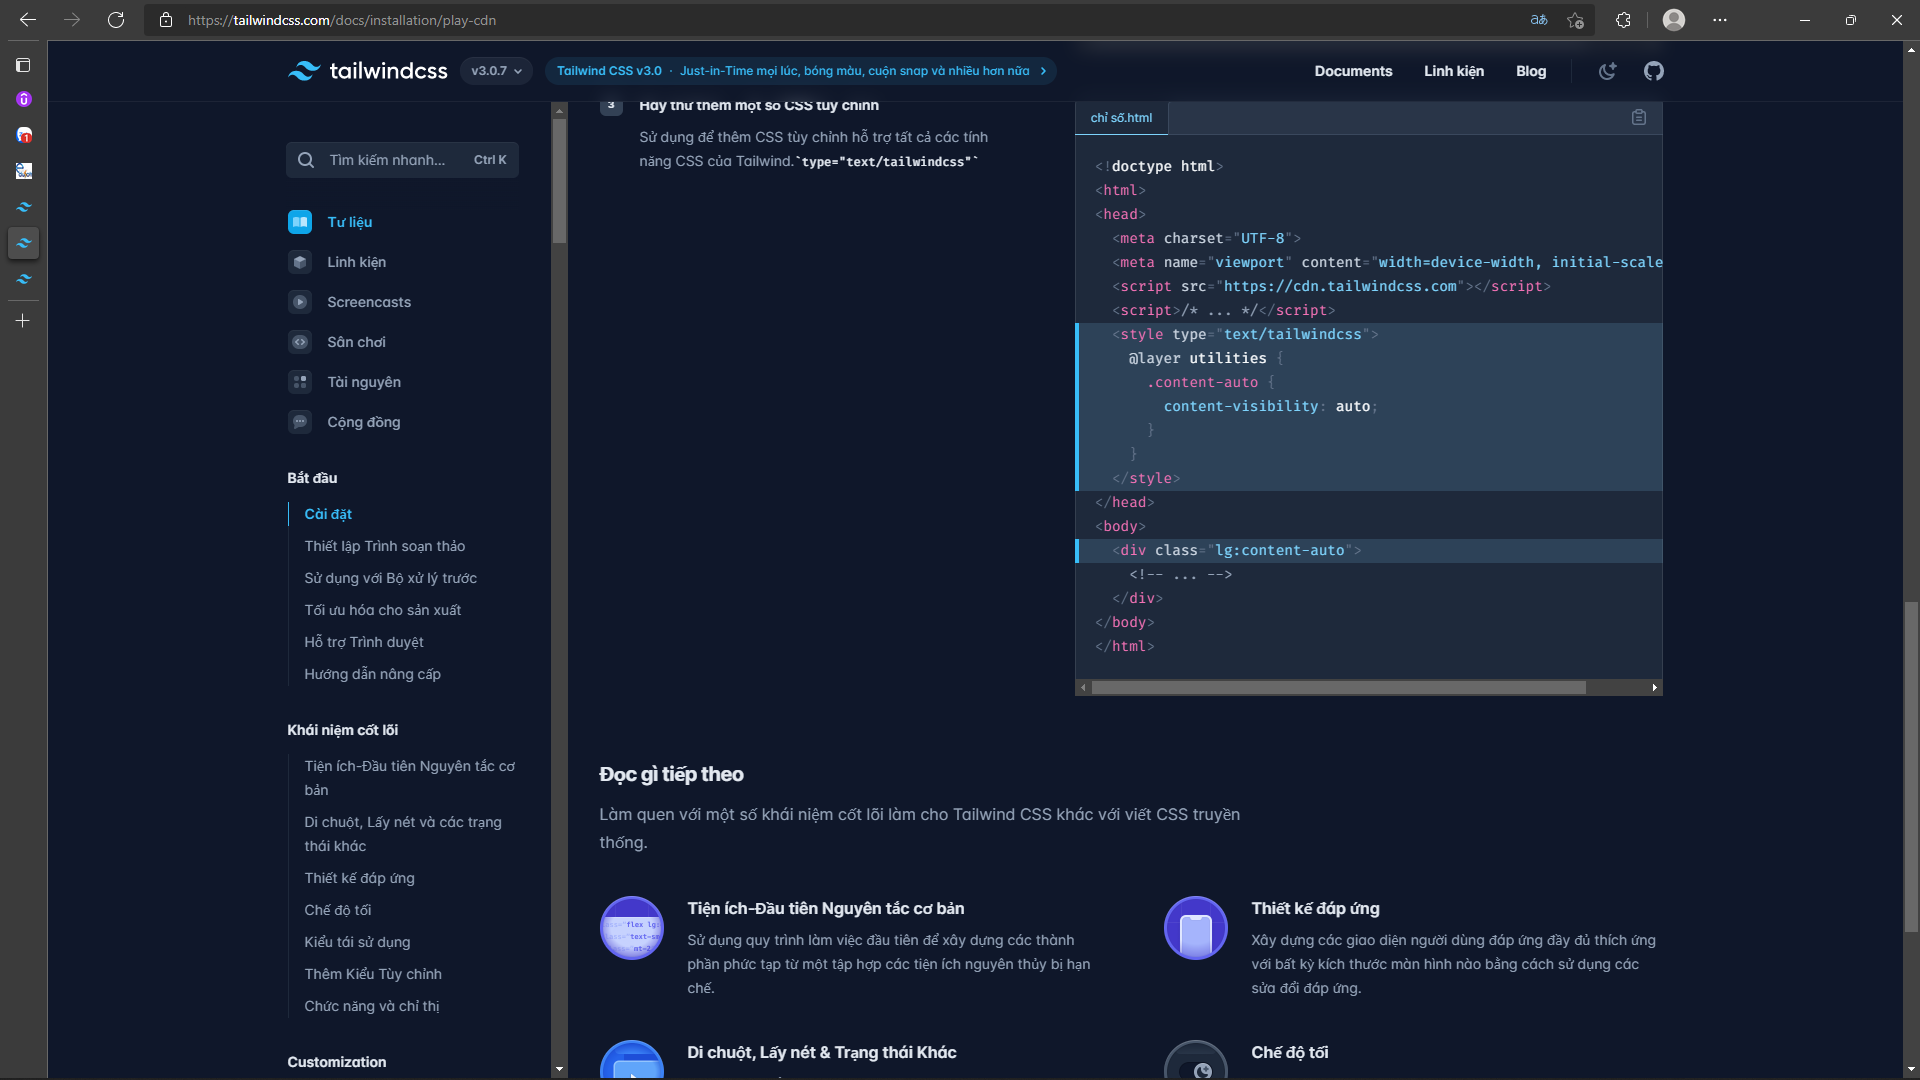 https://tailwindcss.com/docs/installation/play-cdn
aあ
tailwindcss
v3.0.7
Tailwind CSS v3.0 · Just-in-Time mọi lúc, bóng màu, cuộn snap và nhiều hơn nữa
Documents
Linh kiện
Blog
Tìm kiếm nhanh...
Ctrl K
Tư liệu
Linh kiện
Screencasts
Sân chơi
Tài nguyên
Cộng đồng
Bắt đầu
Cài đặt
Thiết lập Trình soạn thảo
Sử dụng với Bộ xử lý trước
Tối ưu hóa cho sản xuất
Hỗ trợ Trình duyệt
Hướng dẫn nâng cấp
Khái niệm cốt lõi
Tiện ích-Đầu tiên Nguyên tắc cơ
bản
Di chuột, Lấy nét và các trạng
thái khác
Thiết kế đáp ứng
Chế độ tối
Kiểu tái sử dụng
Thêm Kiểu Tùy chỉnh
Chức năng và chỉ thị
Customization
3
Hãy thử thêm một số CSS tùy chỉnh
Sử dụng để thêm CSS tùy chỉnh hỗ trợ tất cả các tính
năng CSS của Tailwind.`type="text/tailwindcss"`
chỉ số.html
<!doctype html>
<html>
<head>
<meta charset="UTF-8">
<meta name="viewport" content="width=device-width, initial-scale
<script src="https://cdn.tailwindcss.com"></script>
<script>/* ... */</script>
<style type="text/tailwindcss">
@layer utilities {
.content-auto {
content-visibility: auto;
}
}
</style>
</head>
<body>
<div class="lg:content-auto">
<!-- ... -->
</div>
</body>
</html>
Đọc gì tiếp theo
Làm quen với một số khái niệm cốt lõi làm cho Tailwind CSS khác với viết CSS truyền
thống.
Tiện ích-Đầu tiên Nguyên tắc cơ bản
Sử dụng quy trình làm việc đầu tiên để xây dựng các thành
phần phức tạp từ một tập hợp các tiện ích nguyên thủy bị hạn
chế.
Thiết kế đáp ứng
Xây dựng các giao diện người dùng đáp ứng đầy đủ thích ứng
với bất kỳ kích thước màn hình nào bằng cách sử dụng các
sửa đổi đáp ứng.
Di chuột, Lấy nét & Trạng thái Khác
Chế độ tối